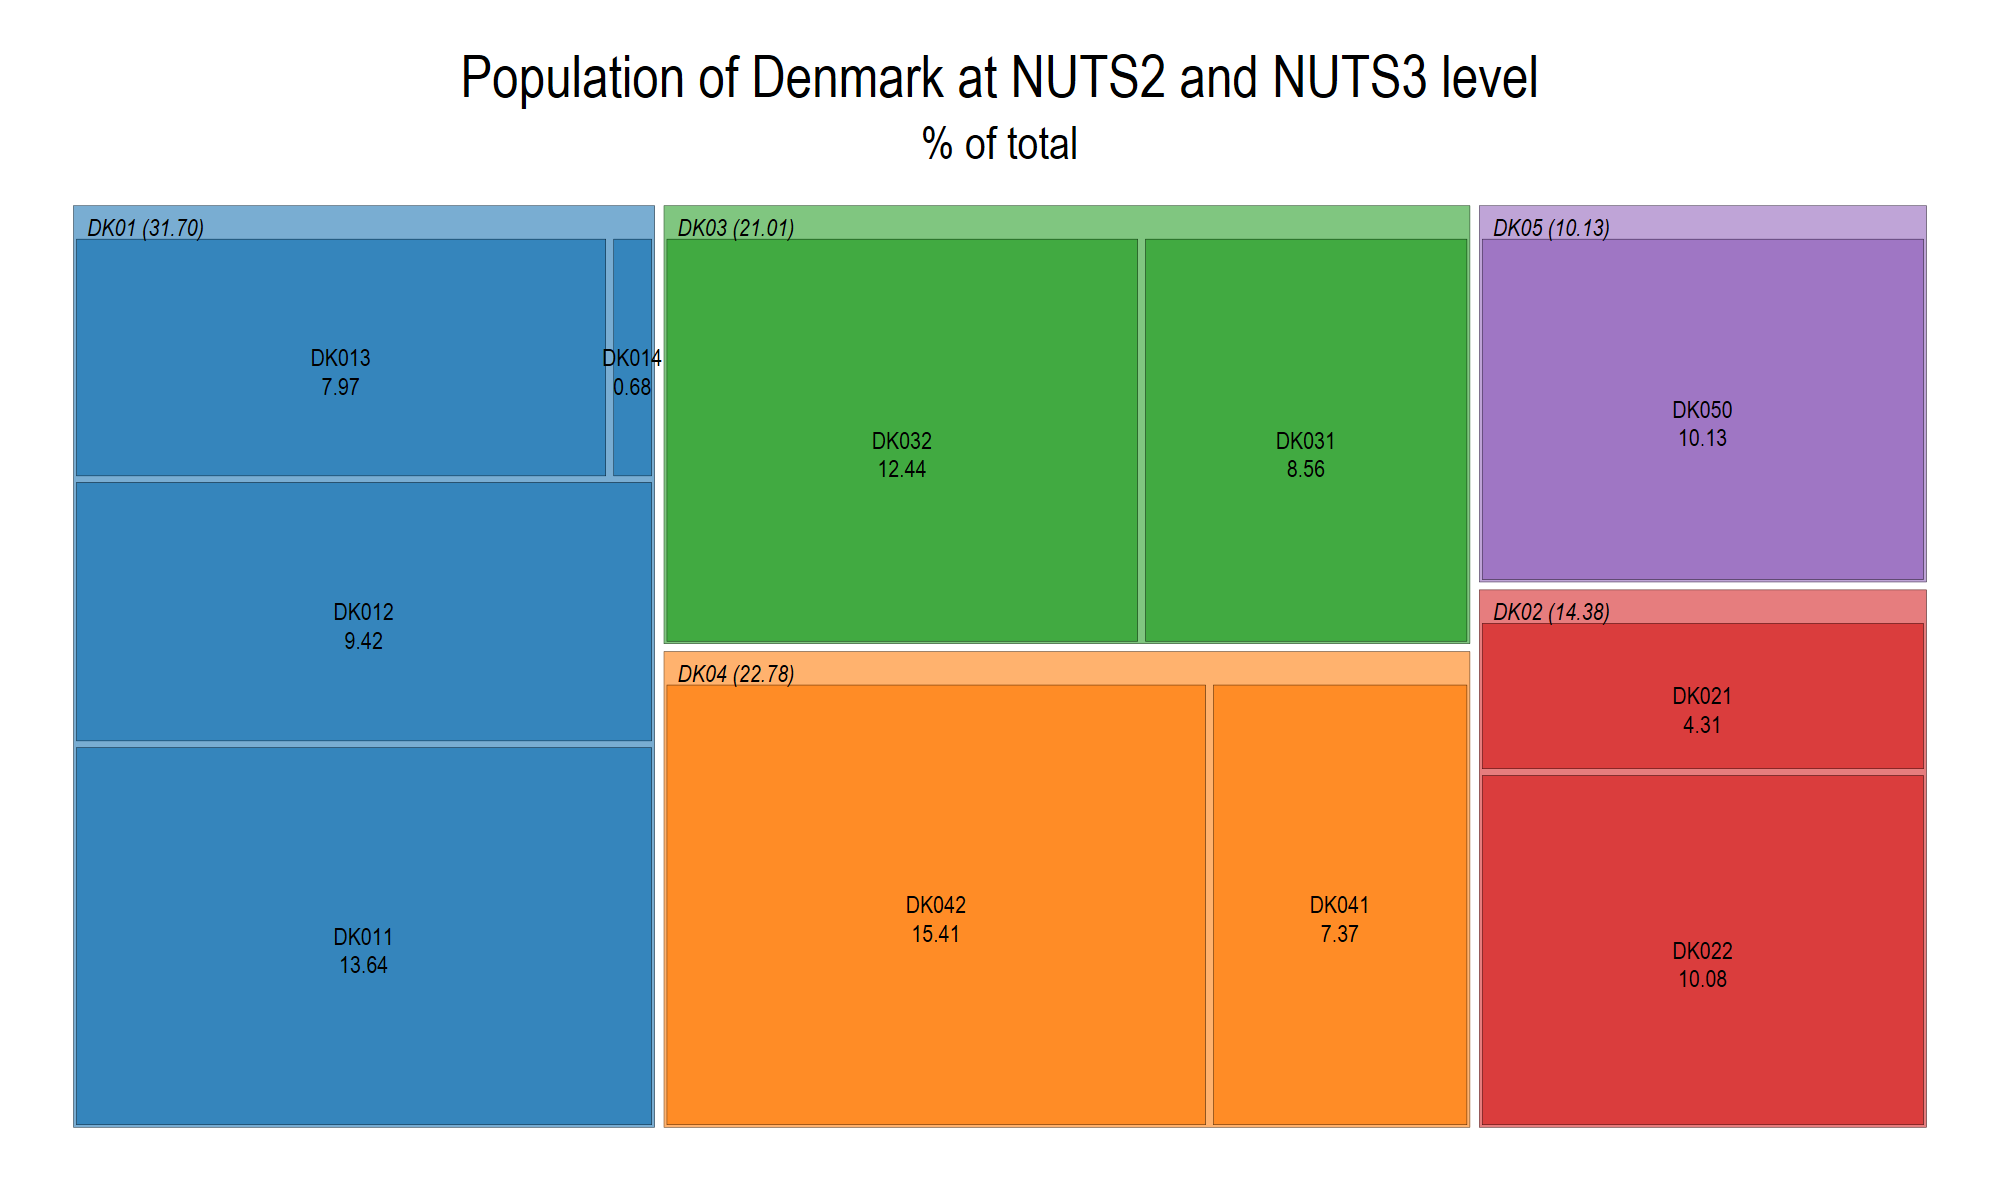 Population of Denmark at NUTS2 and NUTS3 level
% of total
DK01 (31.70)
DK013
7.97
DK014
0.68
DK012
9.42
DK011
13.64
DK03 (21.01)
DK032
12.44
DK031
8.56
DK04 (22.78)
DK042
15.41
DK041
7.37
DK05 (10.13)
DK050
10.13
DK02 (14.38)
DK021
4.31
DK022
10.08